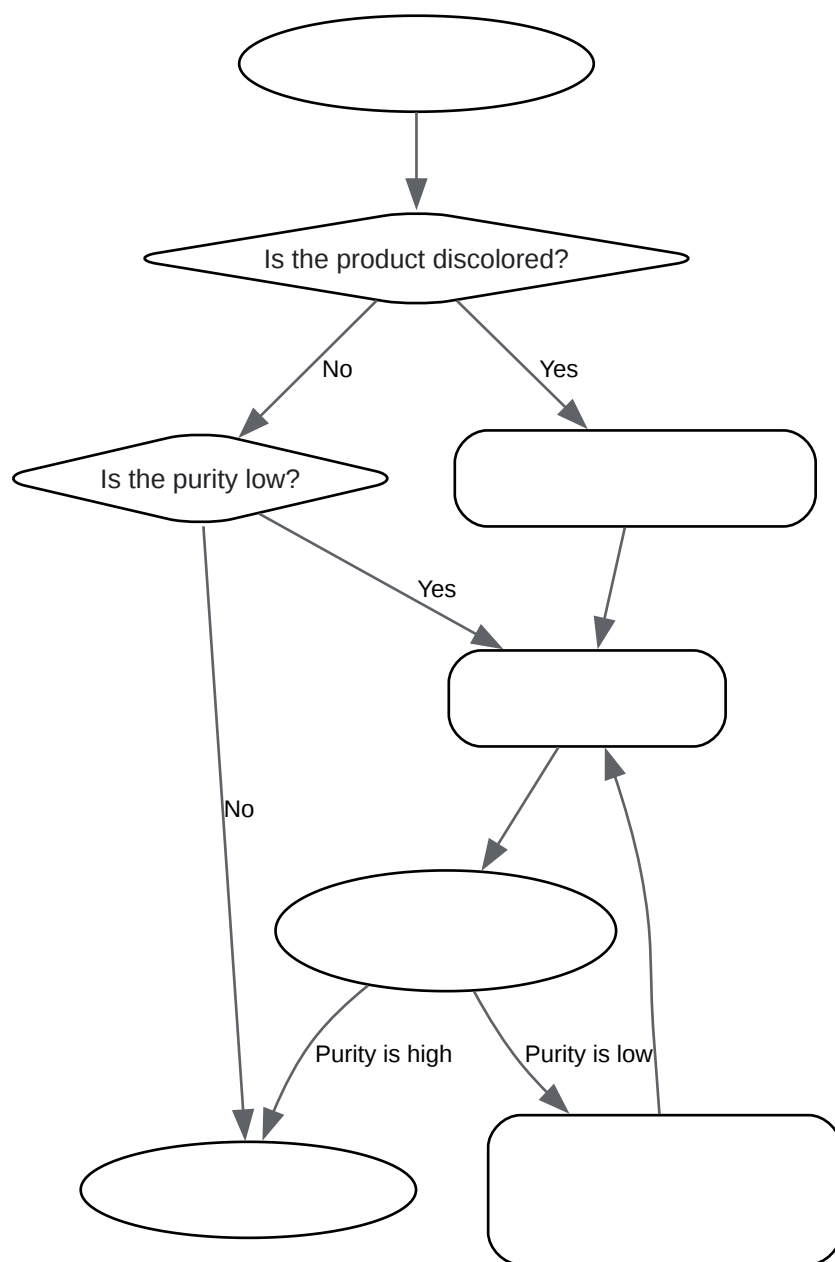 Is the product discolored?
No
Yes
Is the purity low?
Yes
No
Purity is high
Purity is low